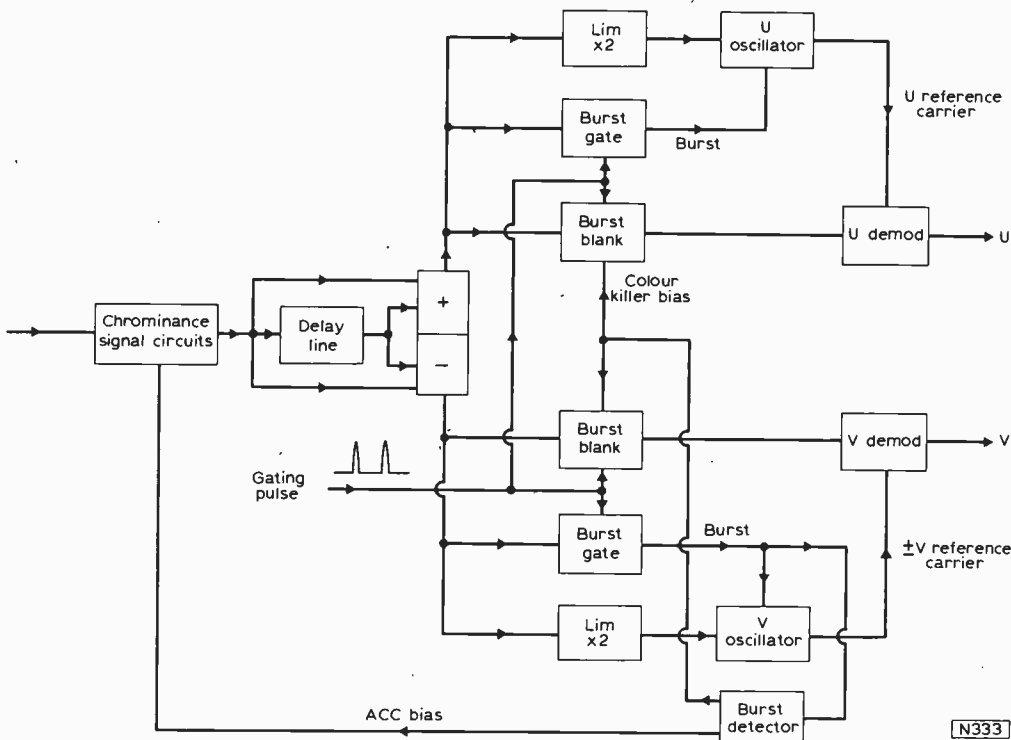 Lim
x2
U
oscillator
U reference
carrier
Burst
gate
Burst
Burst
blank
U demod
U
Colour
killer bias
Chrominance
signal circuits
Delay
line
+
−
Burst
blank
V demod
V
Gating
pulse
Burst
gate
Burst
±V reference
carrier
Lim
x2
V
oscillator
Burst
detector
ACC bias
N333